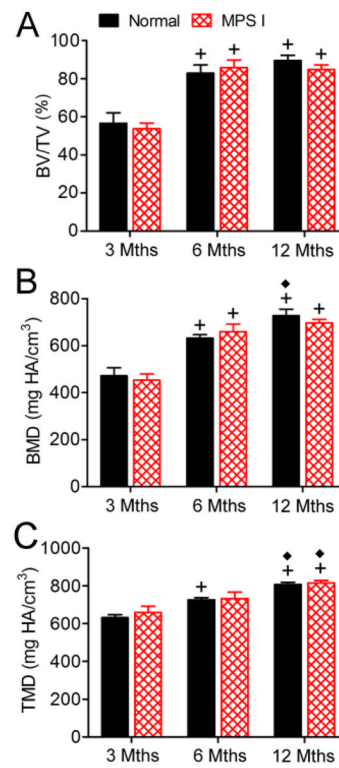 A
Normal MPS I
BV/TV (%)
100
80
60
40
20
0
+ + + +
3 Mths 6 Mths 12 Mths
B
BMD (mg HA/cm³)
800
600
400
200
0
◆
+ + + +
3 Mths 6 Mths 12 Mths
C
TMD (mg HA/cm³)
1000
800
600
400
200
0
◆ ◆
+ + +
3 Mths 6 Mths 12 Mths